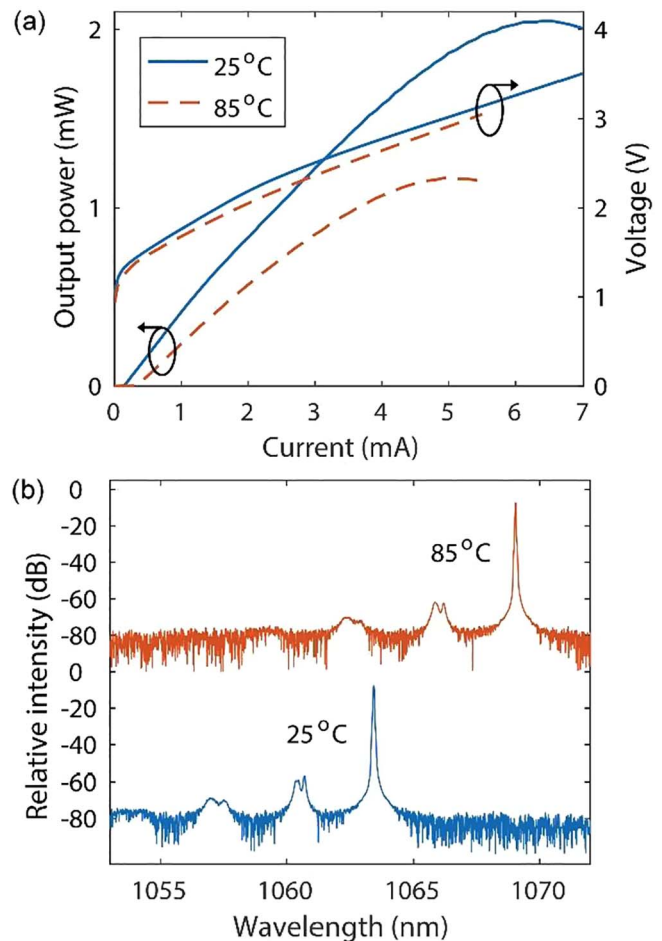 (a)
2
1
0
Output power (mW)
25°C
85°C
4
3
2
1
0
Voltage (V)
0 1 2 3 4 5 6 7
Current (mA)
(b)
0
-20
-40
-60
-80
0
-20
-40
-60
-80
Relative intensity (dB)
85°C
25°C
1055 1060 1065 1070
Wavelength (nm)